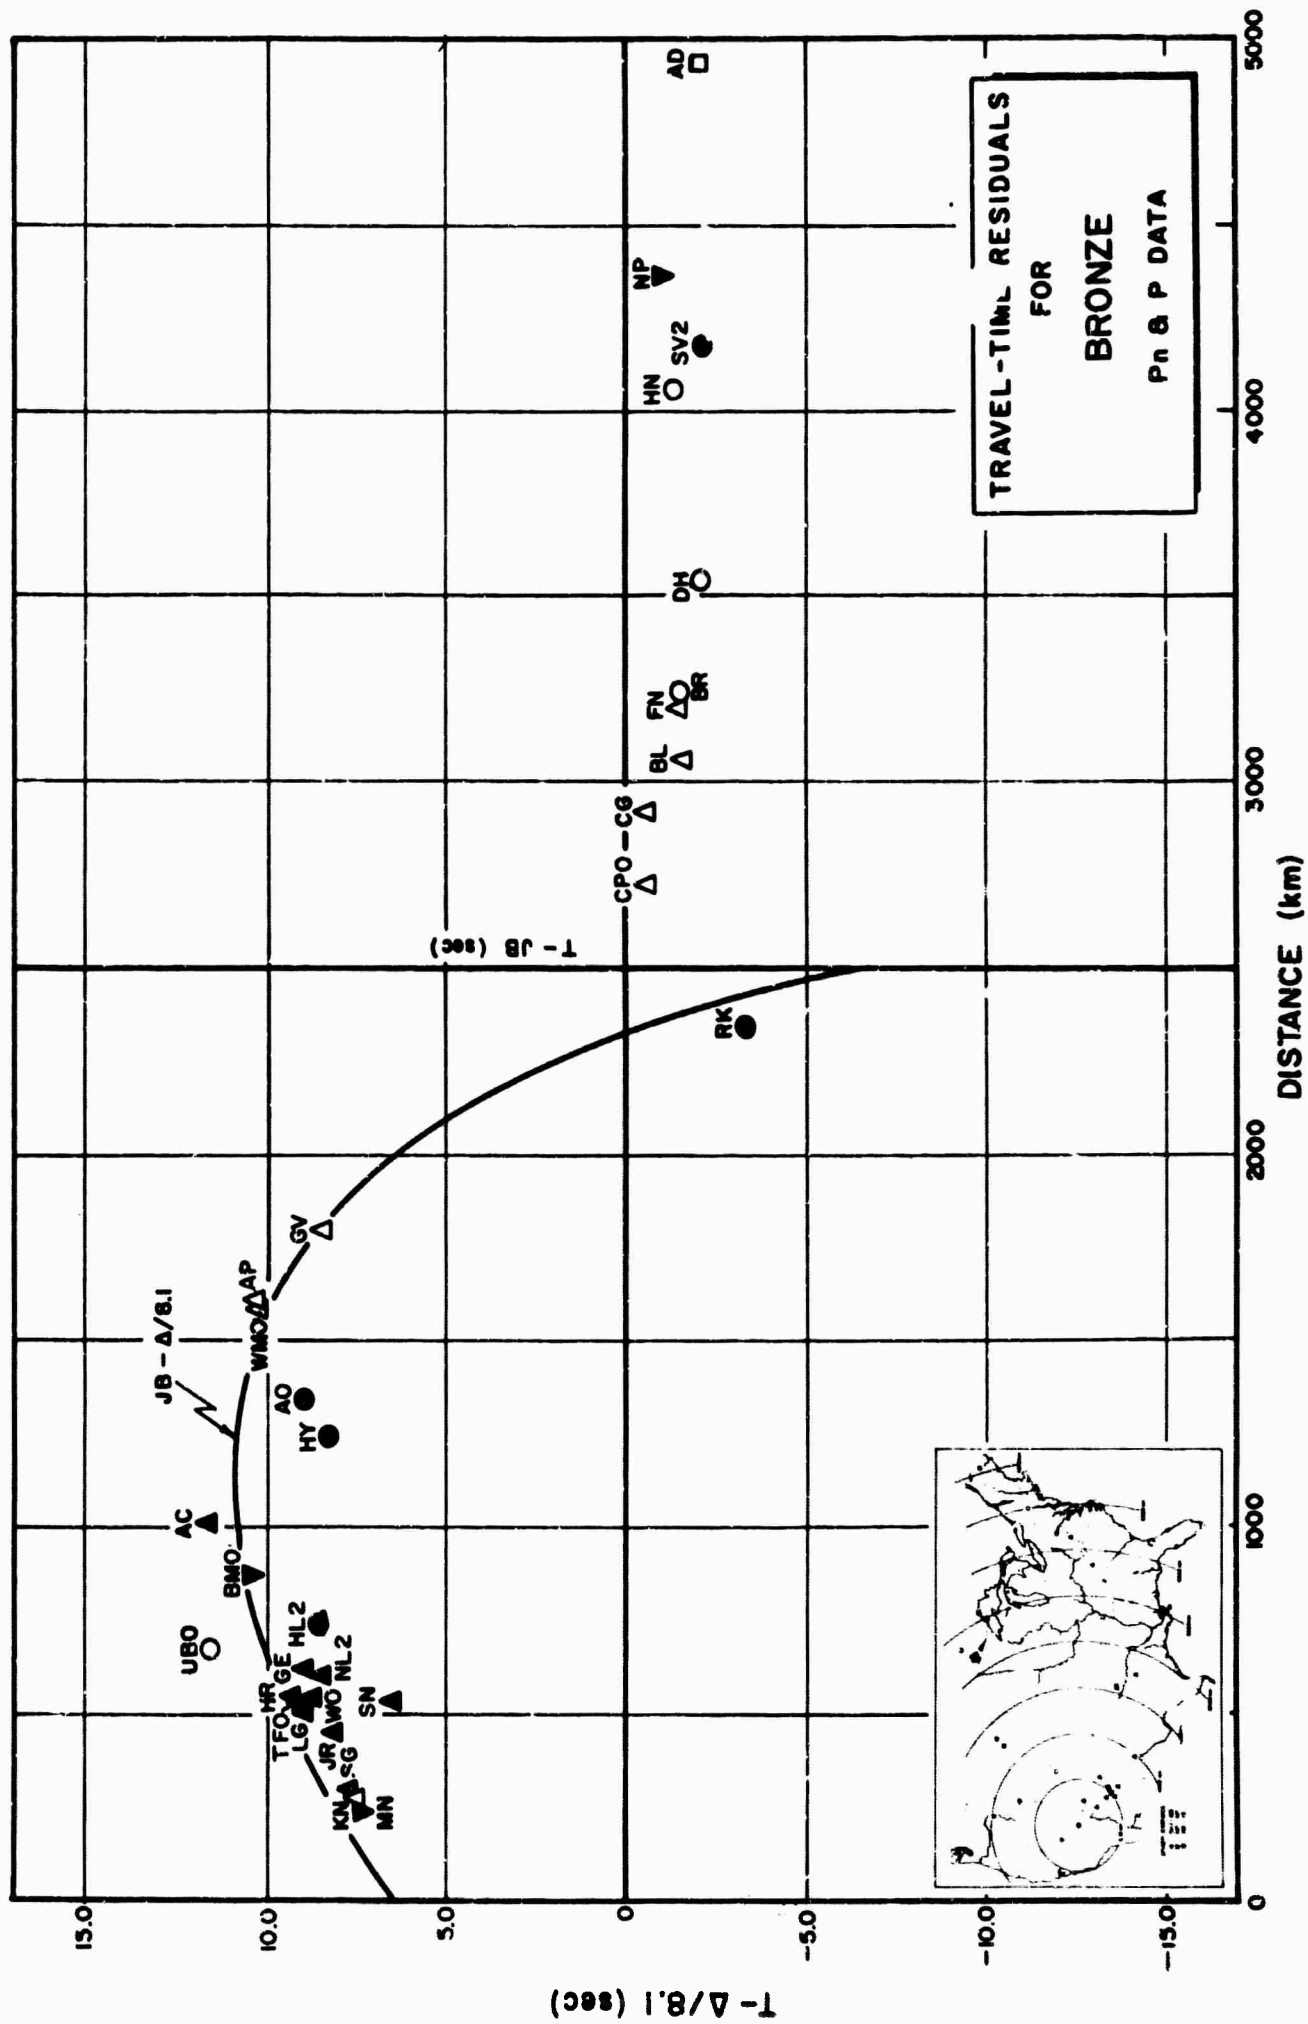 T-Δ/8.1 (sec)
15.0
10.0
5.0
0
-5.0
-10.0
-15.0
JB - Δ/8.1
T- JB (sec)
UBO
AC
BMO
HR
GE
HL2
NL2
TFO
LG
WO
SN
JR
SG
KN
MN
AO
HY
WMO
AP
GV
RK
CPO
CG
BL
FN
BR
DH
HN
SV2
NP
AD
TRAVEL-TIME RESIDUALS
FOR
BRONZE
Pn & P DATA
0
1000
2000
3000
4000
5000
DISTANCE (km)